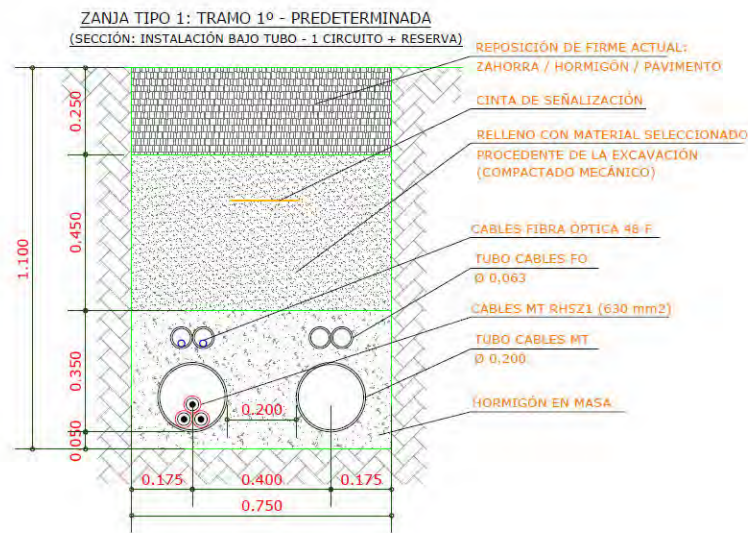 ZANJA TIPO 1: TRAMO 1º - PREDETERMINADA
(SECCIÓN: INSTALACIÓN BAJO TUBO - 1 CIRCUITO + RESERVA)
REPOSICIÓN DE FIRME ACTUAL:
ZAHORRA / HORMIGÓN / PAVIMENTO
CINTA DE SEÑALIZACIÓN
RELLENO CON MATERIAL SELECCIONADO
PROCEDENTE DE LA EXCAVACIÓN
(COMPACTADO MECÁNICO)
CABLES FIBRA ÓPTICA 48 F
TUBO CABLES FO
Ø 0,063
CABLES MT RHSZ1 (630 mm2)
TUBO CABLES MT
Ø 0.200
HORMIGÓN EN MASA
0.250
0.450
1.100
0.350
0.050
0.200
0.175
0.400
0.175
0.750